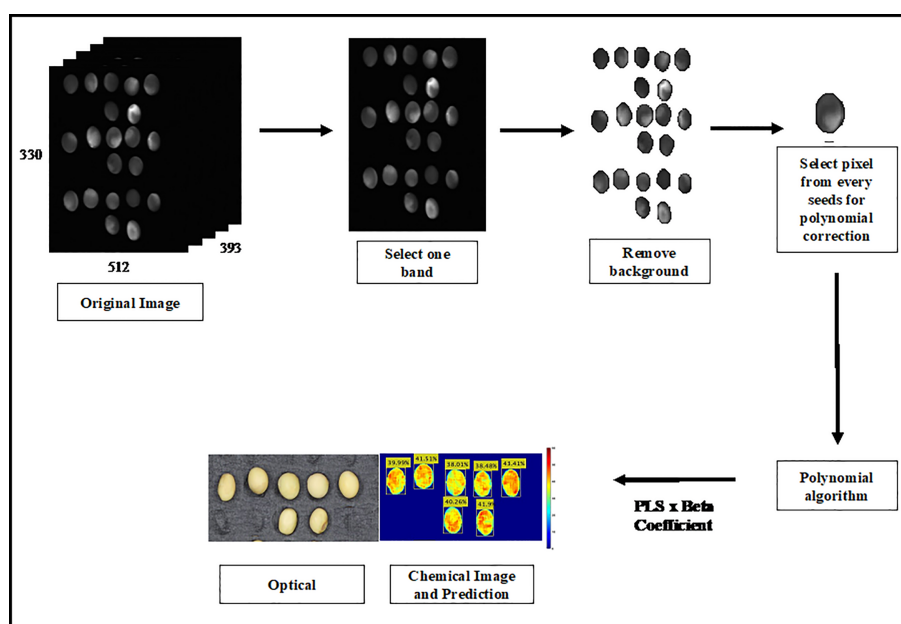 330
393
512
Original Image
Select one
band
Remove
background
Select pixel
from every
seeds for
polynomial
correction
Polynomial
algorithm
PLS x Beta
Coefficient
39.99%
41.51%
38.01%
38.48%
43.41%
40.26%
41.9
Optical
Chemical Image
and Prediction